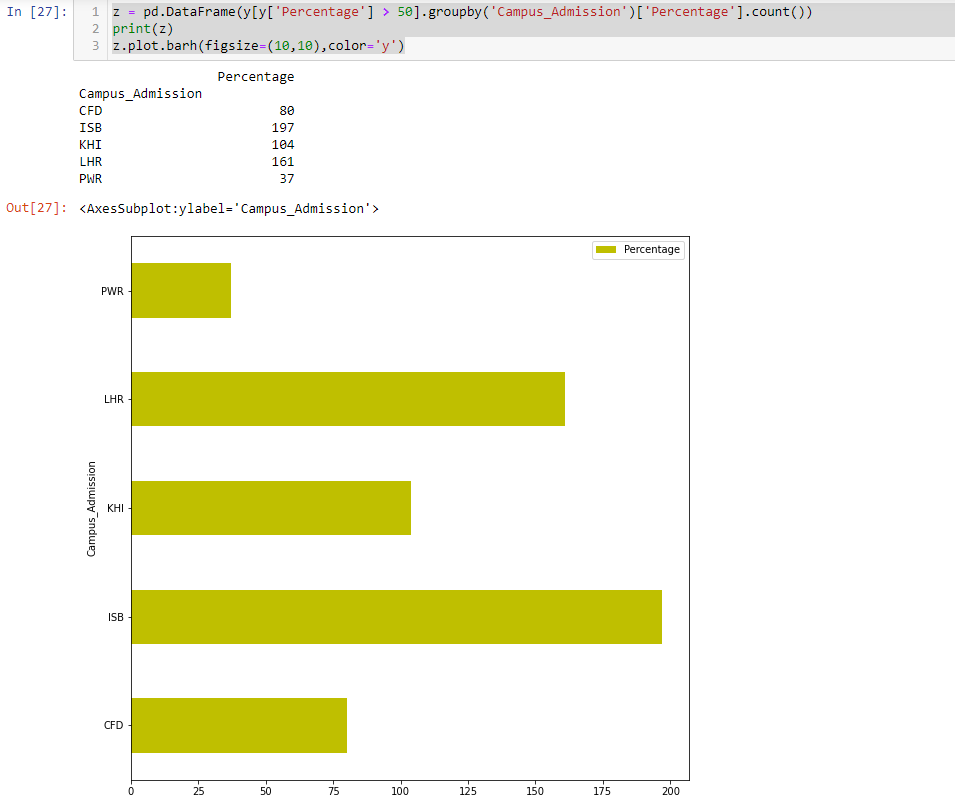 In [27]:
1 z = pd.DataFrame(y[y['Percentage'] > 50].groupby('Campus_Admission')['Percentage'].count())
2 print(z)
3 z.plot.barh(figsize=(10,10),color='y')
Percentage
Campus_Admission
CFD 80
ISB 197
KHI 104
LHR 161
PWR 37
Out[27]: <AxesSubplot:ylabel='Campus_Admission'>
Percentage
PWR
LHR
KHI
ISB
CFD
Campus_Admission
0 25 50 75 100 125 150 175 200